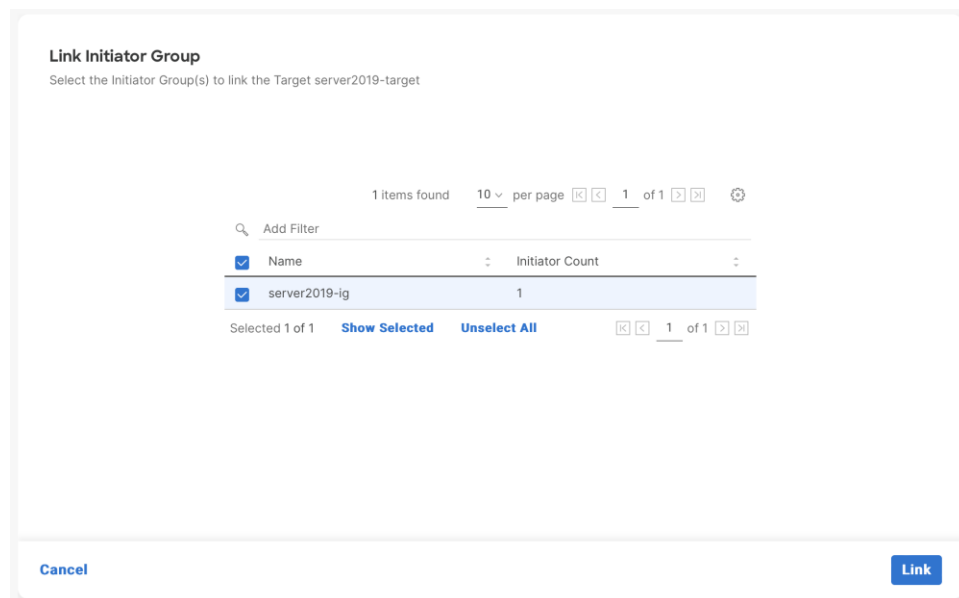 Link Initiator Group
Select the Initiator Group(s) to link the Target server2019-target
1 items found 10 per page 1 of 1
Add Filter
Name Initiator Count
server2019-ig 1
Selected 1 of 1 Show Selected Unselect All 1 of 1
Cancel Link